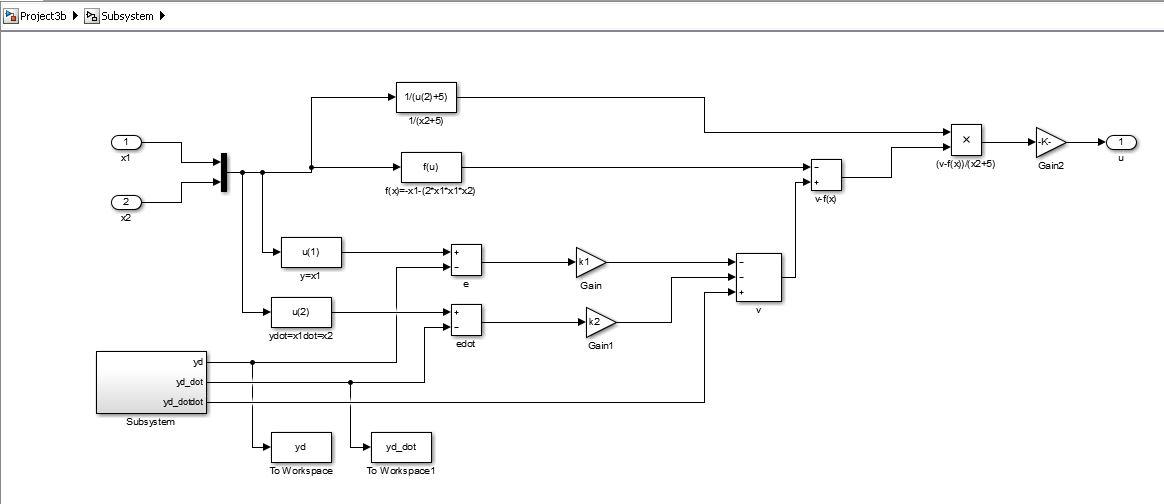 Project3b ▶ Subsystem ▶
1/(u(2)+5)
1/(x2+5)
1
x1
×
(v-f(x))/(x2+5)
-K-
Gain2
1
u
f(u)
f(x)=-x1-(2*x1*x1*x2)
−
+
v-f(x)
2
x2
u(1)
y=x1
+
−
e
k1
Gain
−
−
+
v
u(2)
ydot=x1dot=x2
+
−
edot
k2
Gain1
yd
yd_dot
yd_dotdot
Subsystem
yd
To Workspace
yd_dot
To Workspace1